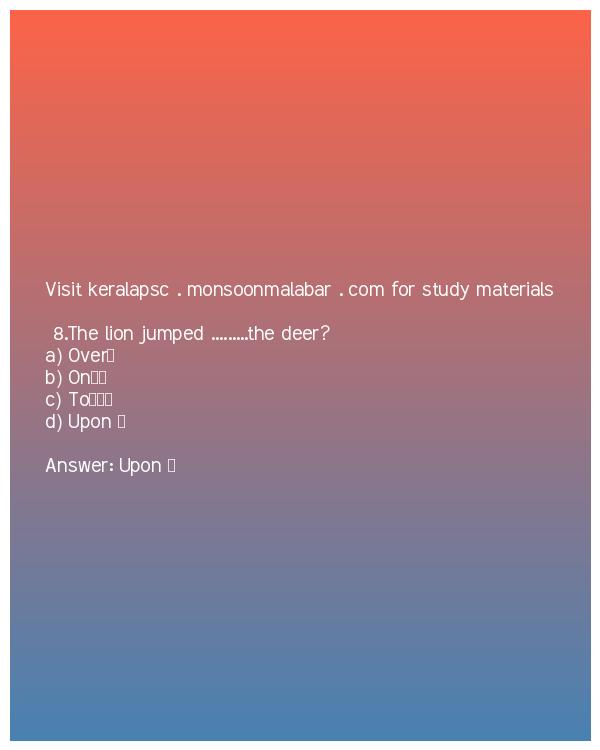 Visit keralapsc . monsoonmalabar . com for study materials
8.The lion jumped .........the deer?
a) Over
b) On
c) To
d) Upon
Answer: Upon